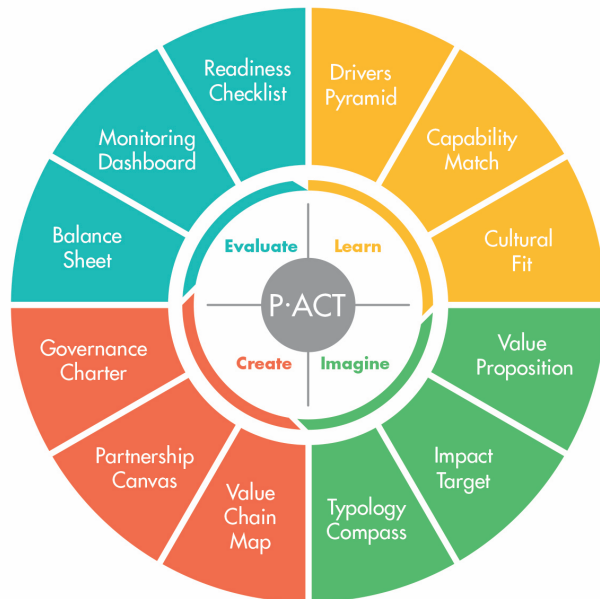 Readiness
Checklist
Drivers
Pyramid
Capability
Match
Cultural
Fit
Value
Proposition
Impact
Target
Typology
Compass
Value
Chain
Map
Partnership
Canvas
Governance
Charter
Balance
Sheet
Monitoring
Dashboard
Evaluate
Learn
P·ACT
Create
Imagine